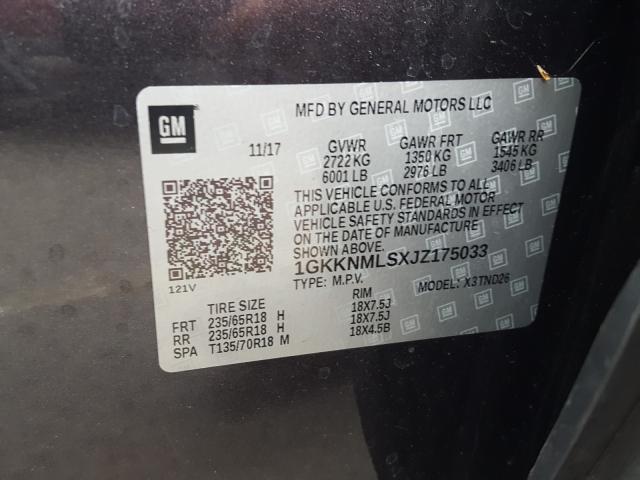 GM
MFD BY GENERAL MOTORS LLC
11/17 GVWR GAWR FRT GAWR RR
2722 KG 1350 KG 1545 KG
6001 LB 2976 LB 3406 LB
THIS VEHICLE CONFORMS TO ALL
APPLICABLE U.S. FEDERAL MOTOR
VEHICLE SAFETY STANDARDS IN EFFECT
ON THE DATE OF MANUFACTURE
SHOWN ABOVE.
1GKKNMLSXJZ175033
121V TYPE: M.P.V. MODEL: X3TND26
TIRE SIZE RIM
FRT 235/65R18 H 18X7.5J
RR 235/65R18 H 18X7.5J
SPA T135/70R18 M 18X4.5B